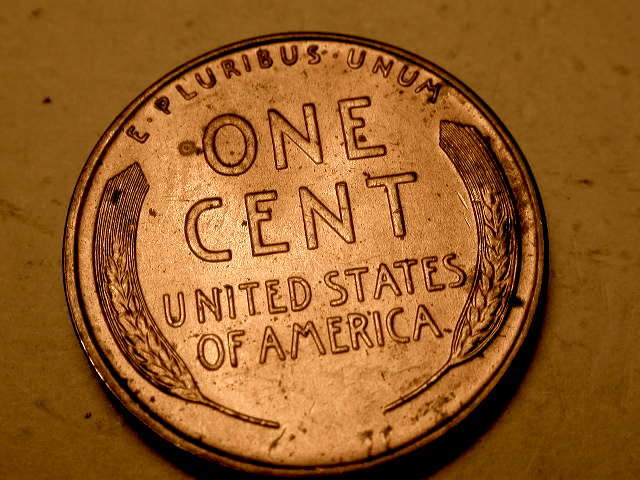 E·PLURIBUS·UNUM
ONE
CENT
UNITED STATES
OF AMERICA